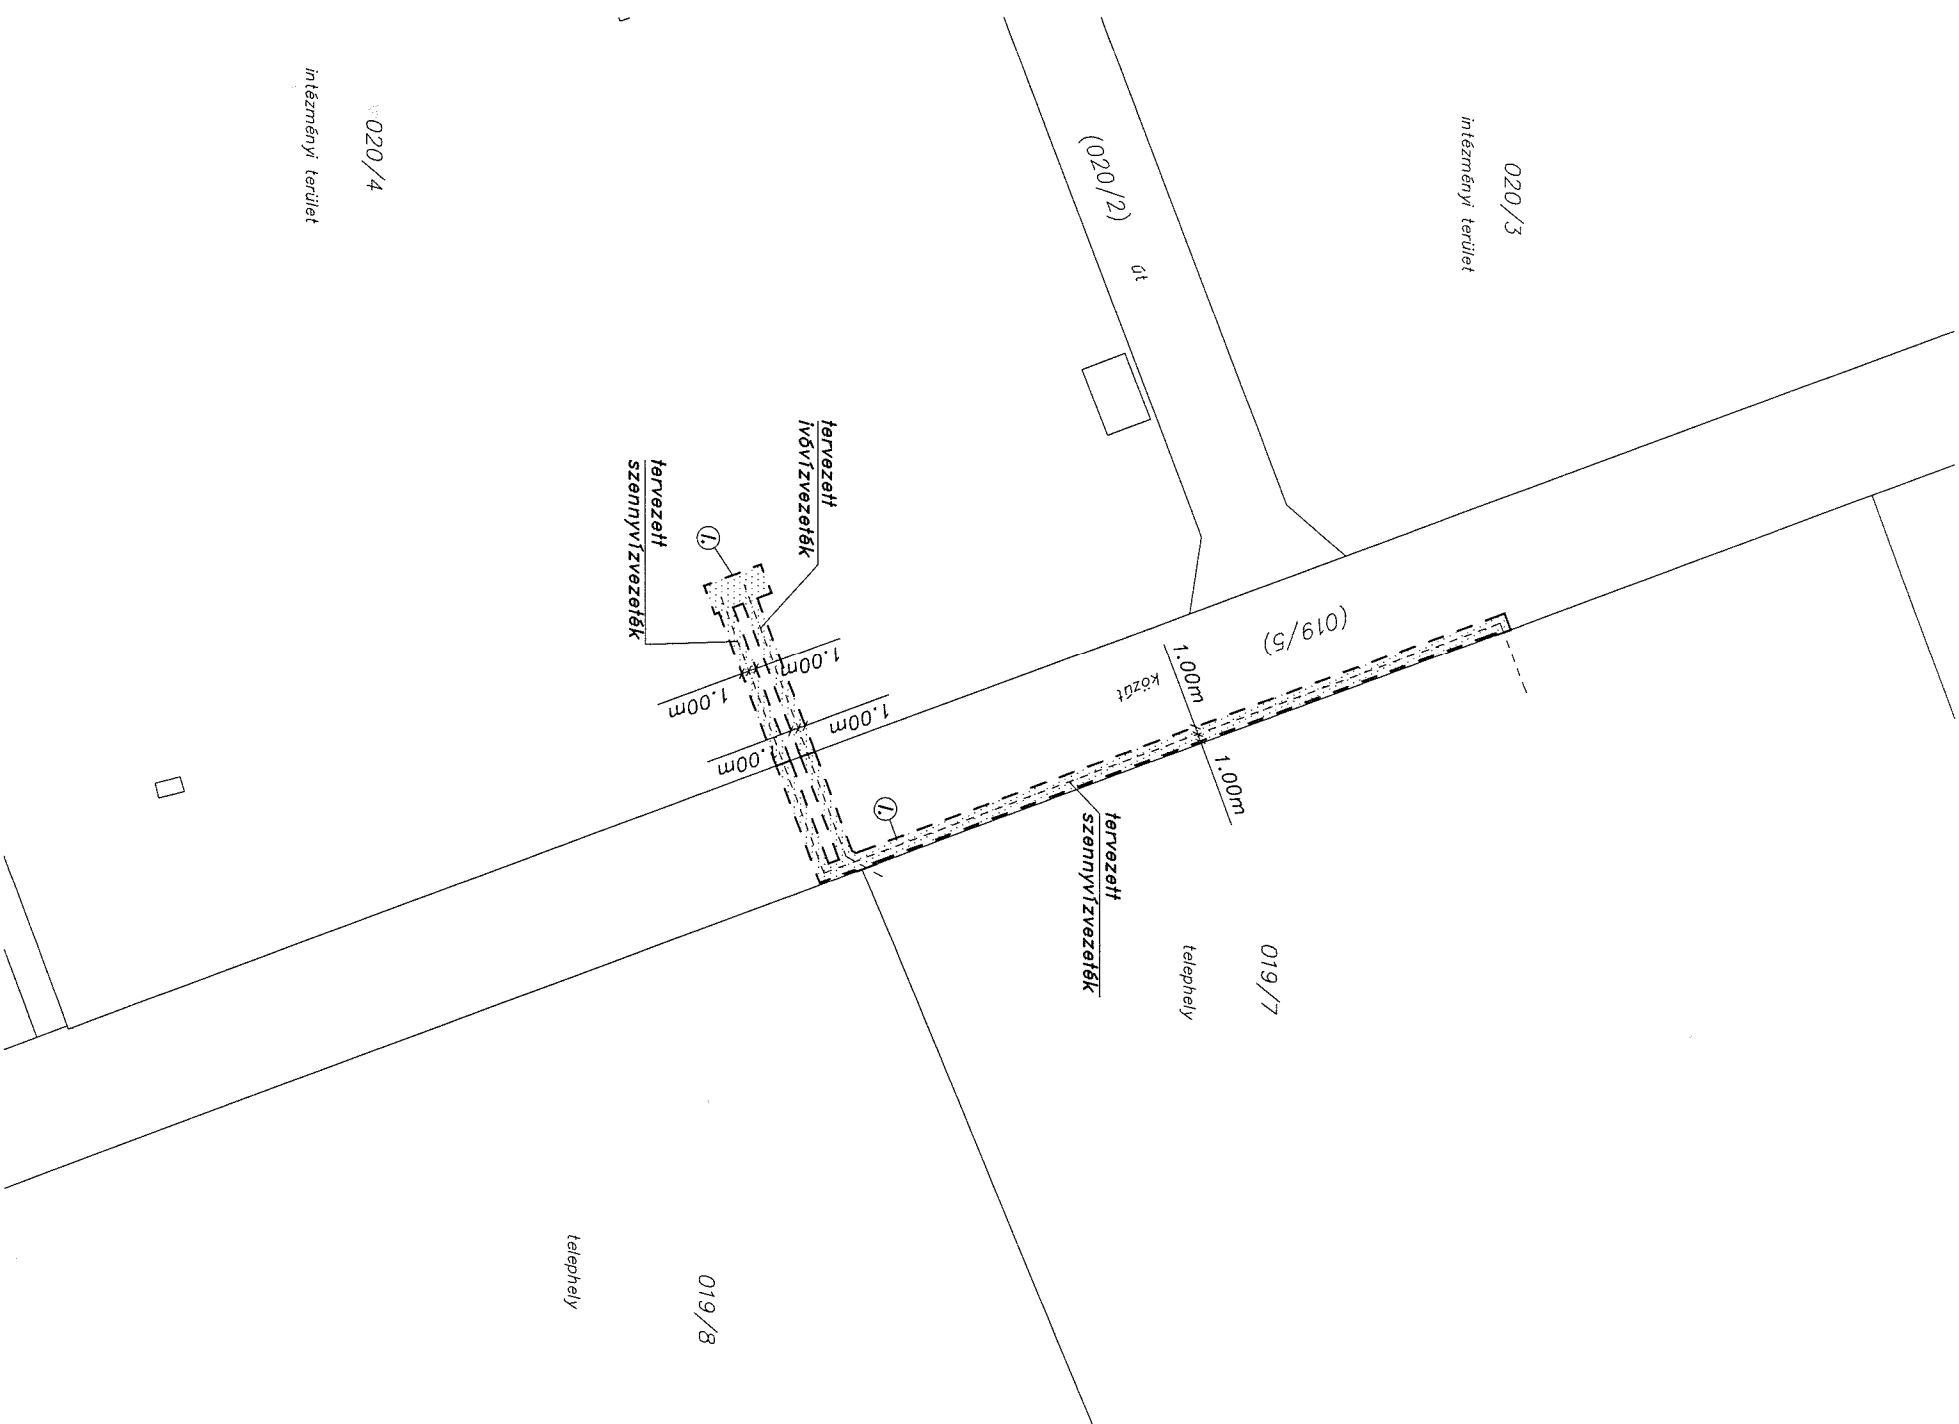 020/4
intézményi terület
(020/2)
út
020/3
intézményi terület
tervezett
ivóvízvezeték
tervezett
szennyvízvezeték
1.
1.00m
1.00m
1.00m
1.00m
(019/5)
közút
1.00m
1.00m
1.
tervezett
szennyvízvezeték
019/7
telephely
019/8
telephely